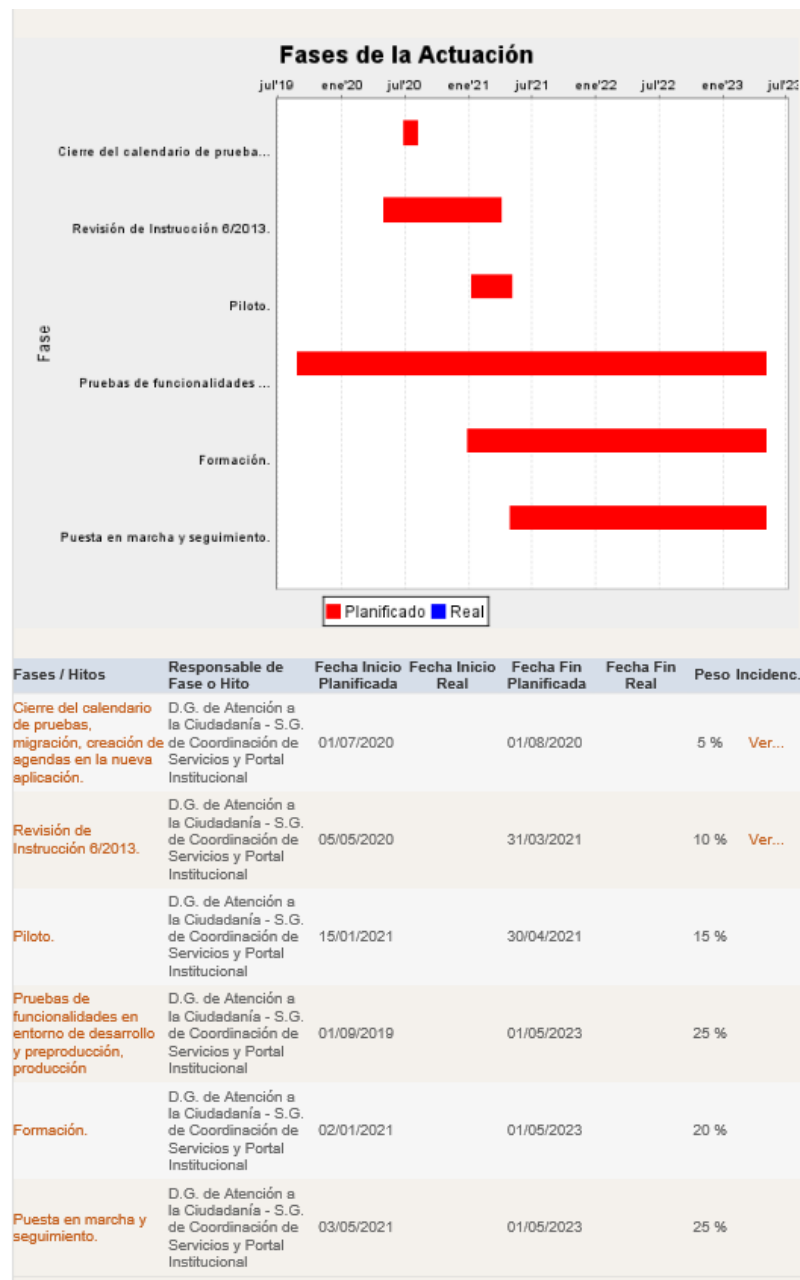 Fases de la Actuación
jul'19 ene'20 jul'20 ene'21 jul'21 ene'22 jul'22 ene'23 jul'23
Cierre del calendario de prueba...
Revisión de Instrucción 6/2013.
Piloto.
Fase
Pruebas de funcionalidades ...
Formación.
Puesta en marcha y seguimiento.
Planificado Real
Fases / Hitos
Responsable de
Fase o Hito
Fecha Inicio
Planificada
Fecha Inicio
Real
Fecha Fin
Planificada
Fecha Fin
Real
Peso
Incidenc.
Cierre del calendario
de pruebas,
migración, creación de
agendas en la nueva
aplicación.
D.G. de Atención a
la Ciudadanía - S.G.
de Coordinación de
Servicios y Portal
Institucional
01/07/2020
01/08/2020
5 %
Ver...
Revisión de
Instrucción 6/2013.
D.G. de Atención a
la Ciudadanía - S.G.
de Coordinación de
Servicios y Portal
Institucional
05/05/2020
31/03/2021
10 %
Ver...
Piloto.
D.G. de Atención a
la Ciudadanía - S.G.
de Coordinación de
Servicios y Portal
Institucional
15/01/2021
30/04/2021
15 %
Pruebas de
funcionalidades en
entorno de desarrollo
y preproducción,
producción
D.G. de Atención a
la Ciudadanía - S.G.
de Coordinación de
Servicios y Portal
Institucional
01/09/2019
01/05/2023
25 %
Formación.
D.G. de Atención a
la Ciudadanía - S.G.
de Coordinación de
Servicios y Portal
Institucional
02/01/2021
01/05/2023
20 %
Puesta en marcha y
seguimiento.
D.G. de Atención a
la Ciudadanía - S.G.
de Coordinación de
Servicios y Portal
Institucional
03/05/2021
01/05/2023
25 %